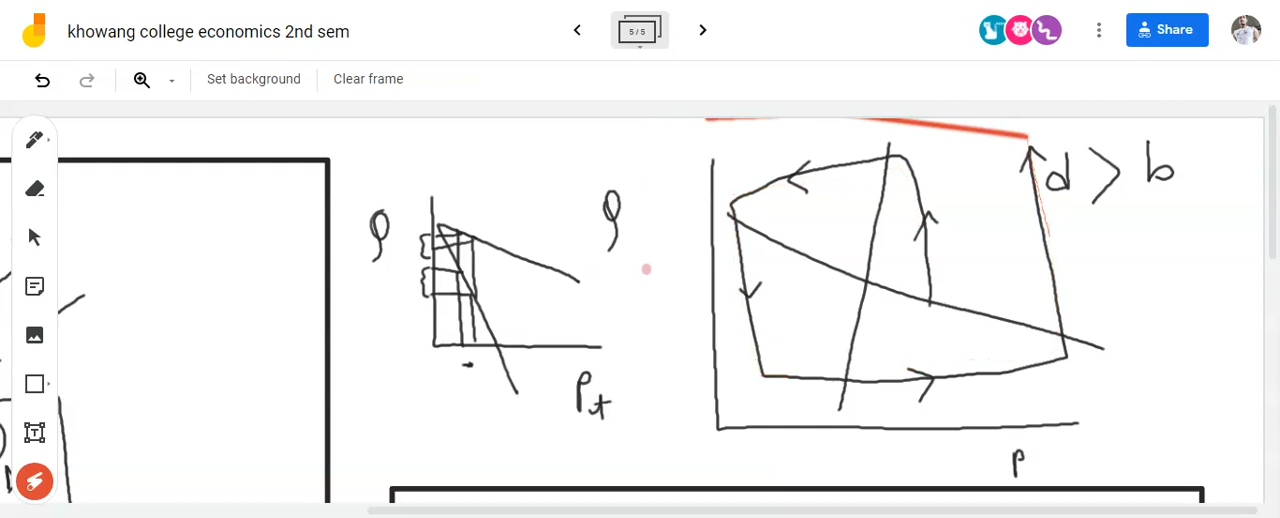 khowang college economics 2nd sem
5 / 5
Share
Set background
Clear frame
d > b
Q
Q
Pt
P
T